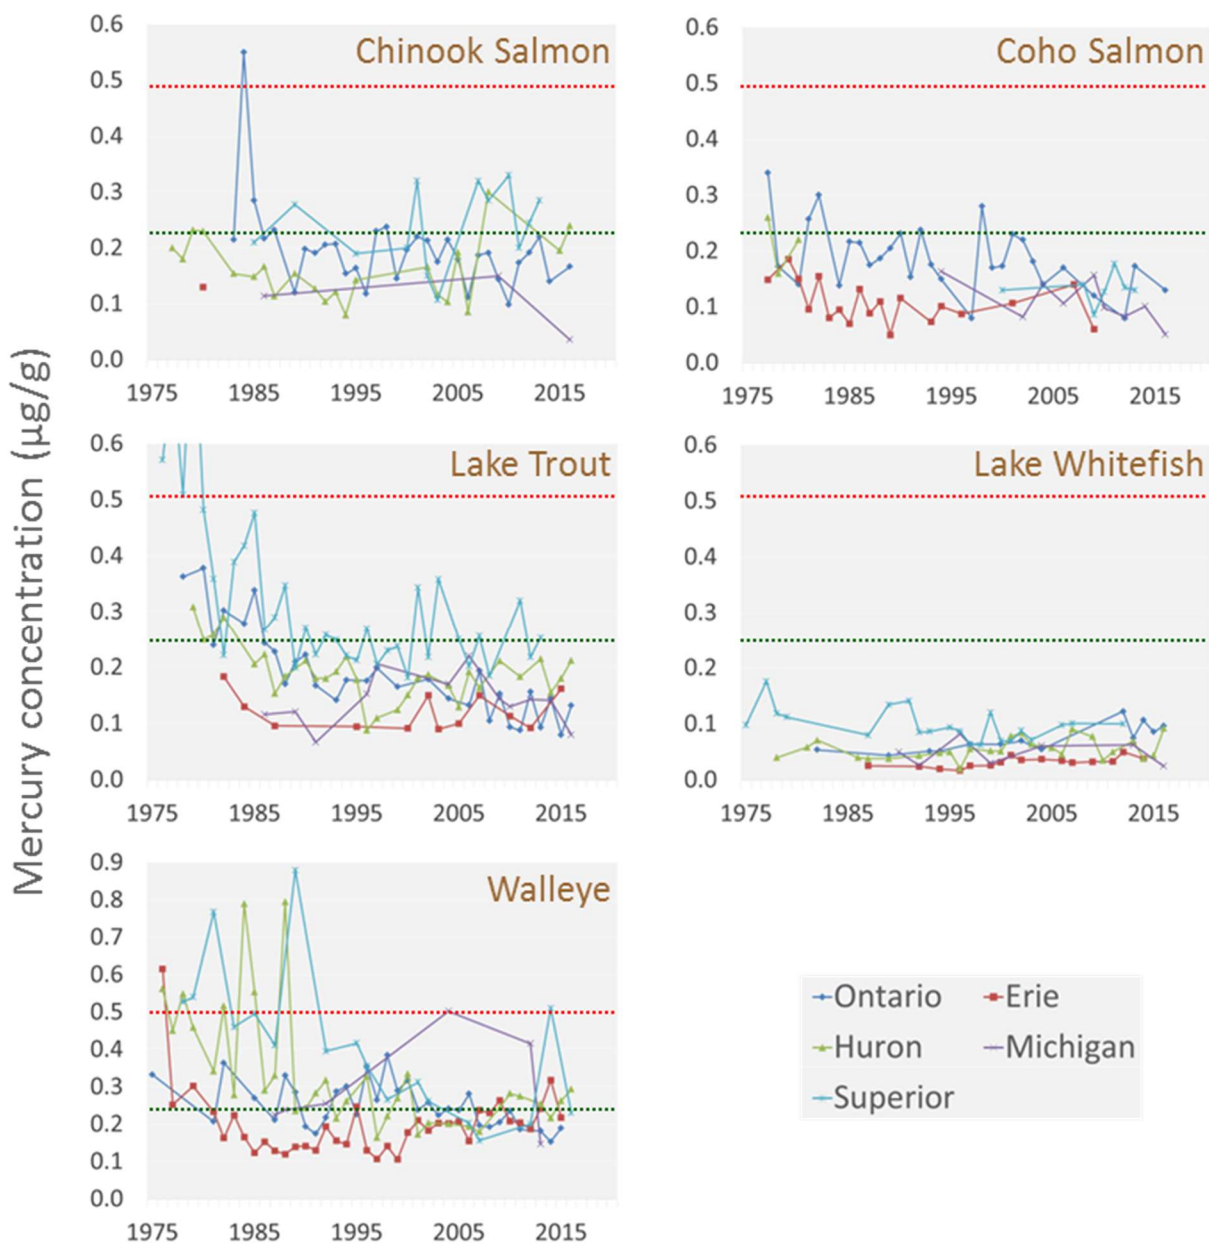 Mercury concentration (µg/g)
Chinook Salmon
0.6
0.5
0.4
0.3
0.2
0.1
0.0
1975 1985 1995 2005 2015
Coho Salmon
0.6
0.5
0.4
0.3
0.2
0.1
0.0
1975 1985 1995 2005 2015
Lake Trout
0.6
0.5
0.4
0.3
0.2
0.1
0.0
1975 1985 1995 2005 2015
Lake Whitefish
0.6
0.5
0.4
0.3
0.2
0.1
0.0
1975 1985 1995 2005 2015
Walleye
0.9
0.8
0.7
0.6
0.5
0.4
0.3
0.2
0.1
0.0
1975 1985 1995 2005 2015
Ontario Erie
Huron Michigan
Superior